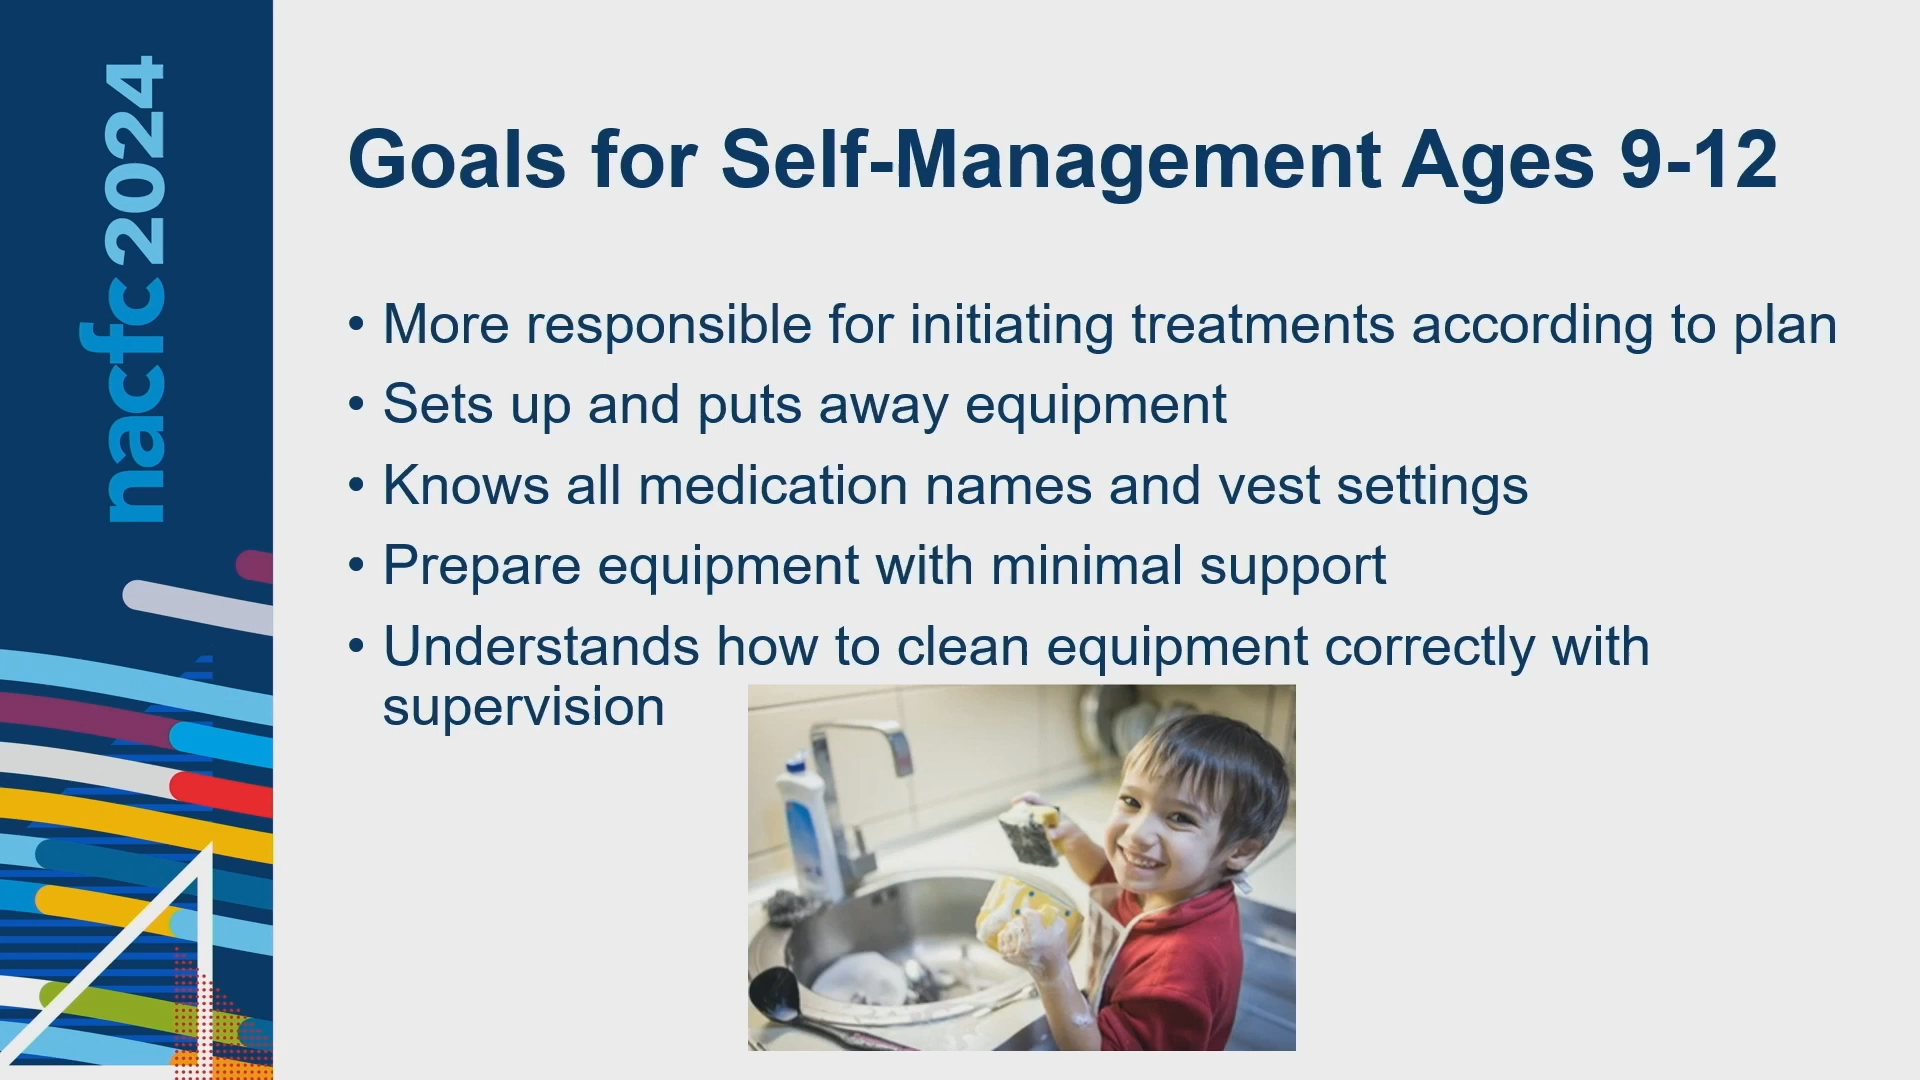 nacfc2024
Goals for Self-Management Ages 9-12
• More responsible for initiating treatments according to plan
• Sets up and puts away equipment
• Knows all medication names and vest settings
• Prepare equipment with minimal support
• Understands how to clean equipment correctly with
supervision